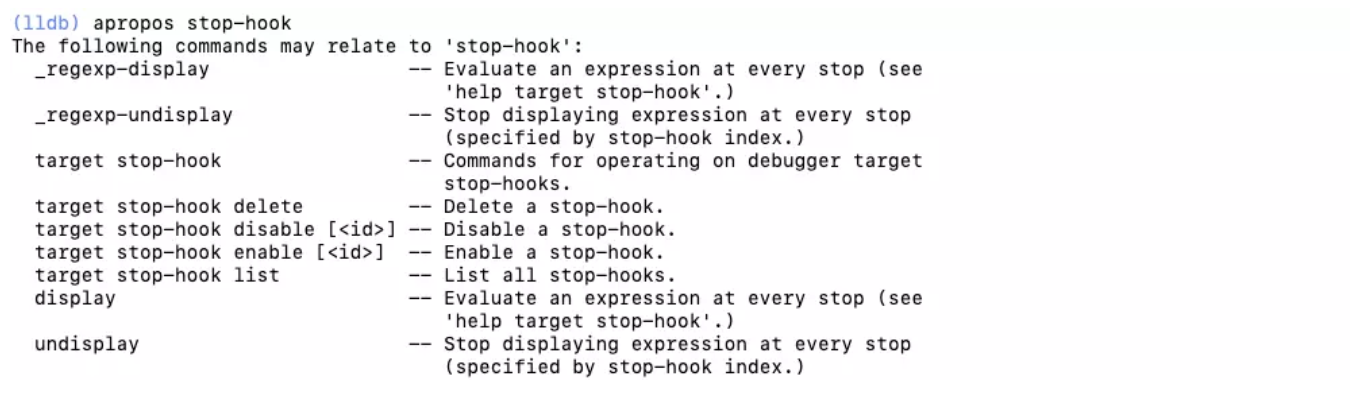 (lldb) apropos stop-hook
The following commands may relate to 'stop-hook':
  _regexp-display                 -- Evaluate an expression at every stop (see
                                     'help target stop-hook'.)
  _regexp-undisplay               -- Stop displaying expression at every stop
                                     (specified by stop-hook index.)
  target stop-hook                -- Commands for operating on debugger target
                                     stop-hooks.
  target stop-hook delete         -- Delete a stop-hook.
  target stop-hook disable [<id>] -- Disable a stop-hook.
  target stop-hook enable [<id>]  -- Enable a stop-hook.
  target stop-hook list           -- List all stop-hooks.
  display                         -- Evaluate an expression at every stop (see
                                     'help target stop-hook'.)
  undisplay                       -- Stop displaying expression at every stop
                                     (specified by stop-hook index.)